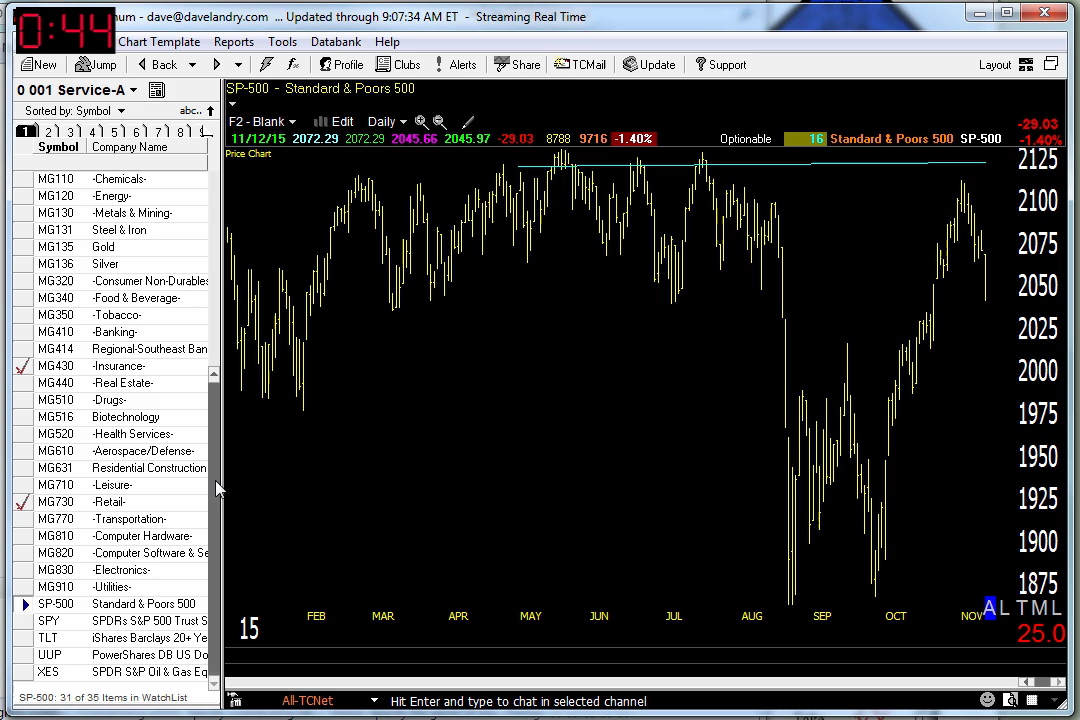 0:44
num - dave@davelandry.com ... Updated through 9:07:34 AM ET - Streaming Real Time
Chart Template Reports Tools Databank Help
New Jump Back Profile Clubs Alerts Share TCMail Update Support Layout
0 001 Service-A
Sorted by: Symbol abc..
1 2 3 4 5 6 7 8
Symbol Company Name
MG110 -Chemicals-
MG120 -Energy-
MG130 -Metals & Mining-
MG131 Steel & Iron
MG135 Gold
MG136 Silver
MG320 -Consumer Non-Durables
MG340 -Food & Beverage-
MG350 -Tobacco-
MG410 -Banking-
MG414 Regional-Southeast Ban
MG430 -Insurance-
MG440 -Real Estate-
MG510 -Drugs-
MG516 Biotechnology
MG520 -Health Services-
MG610 -Aerospace/Defense-
MG631 Residential Construction
MG710 -Leisure-
MG730 -Retail-
MG770 -Transportation-
MG810 -Computer Hardware-
MG820 -Computer Software & Se
MG830 -Electronics-
MG910 -Utilities-
SP-500 Standard & Poors 500
SPY SPDRs S&P 500 Trust S
TLT iShares Barclays 20+ Ye
UUP PowerShares DB US Do
XES SPDR S&P Oil & Gas Eq
SP-500: 31 of 35 Items in WatchList
SP-500 - Standard & Poors 500
F2 - Blank Edit Daily
11/12/15 2072.29 2072.29 2045.66 2045.97 -29.03 8788 9716 -1.40% Optionable 16 Standard & Poors 500 SP-500
-29.03
-1.40%
Price Chart
2125
2100
2075
2050
2025
2000
1975
1950
1925
1900
1875
15 FEB MAR APR MAY JUN JUL AUG SEP OCT NOV
A L T M L
25.0
All-TCNet Hit Enter and type to chat in selected channel